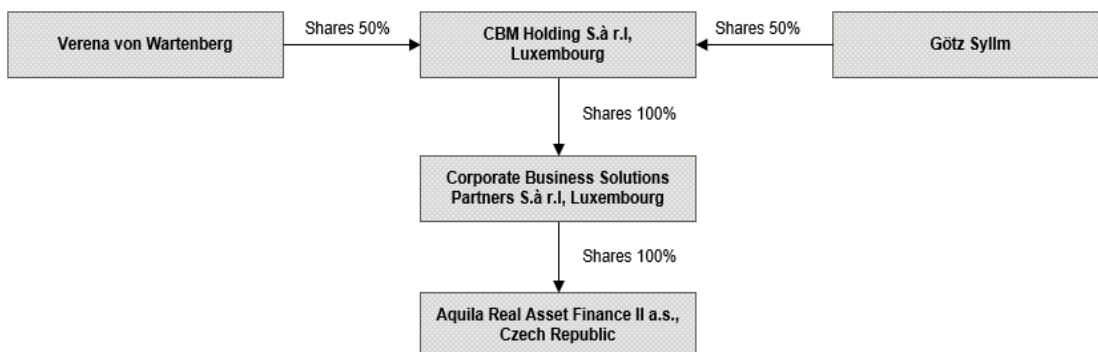 Verena von Wartenberg
Shares 50%
CBM Holding S.à r.l,
Luxembourg
Shares 50%
Götz Syllm
Shares 100%
Corporate Business Solutions
Partners S.à r.l, Luxembourg
Shares 100%
Aquila Real Asset Finance II a.s.,
Czech Republic